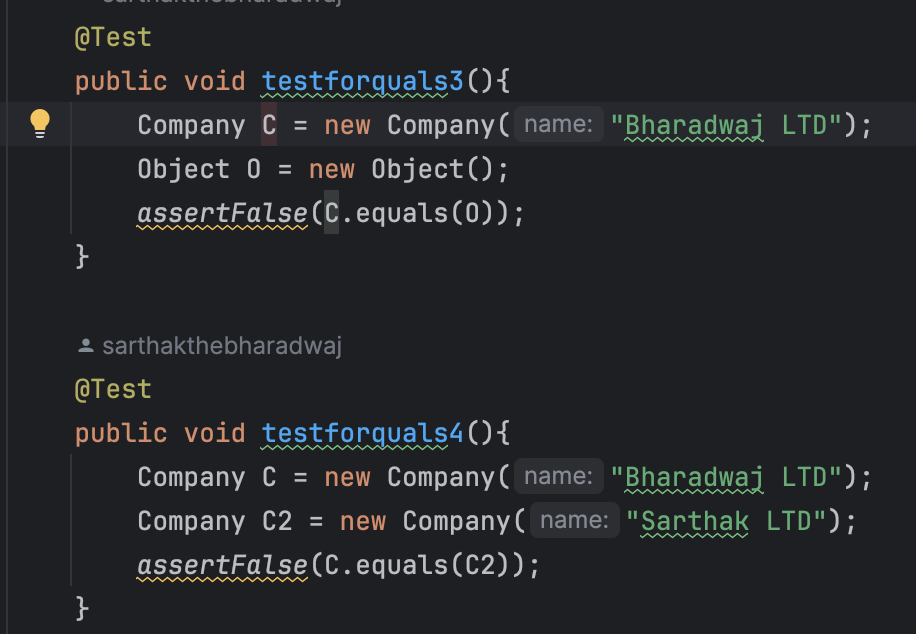 sarthakthebharadwaj
@Test
public void testforquals3(){
Company C = new Company( name: "Bharadwaj LTD");
Object O = new Object();
assertFalse(C.equals(O));
}
sarthakthebharadwaj
@Test
public void testforquals4(){
Company C = new Company( name: "Bharadwaj LTD");
Company C2 = new Company( name: "Sarthak LTD");
assertFalse(C.equals(C2));
}